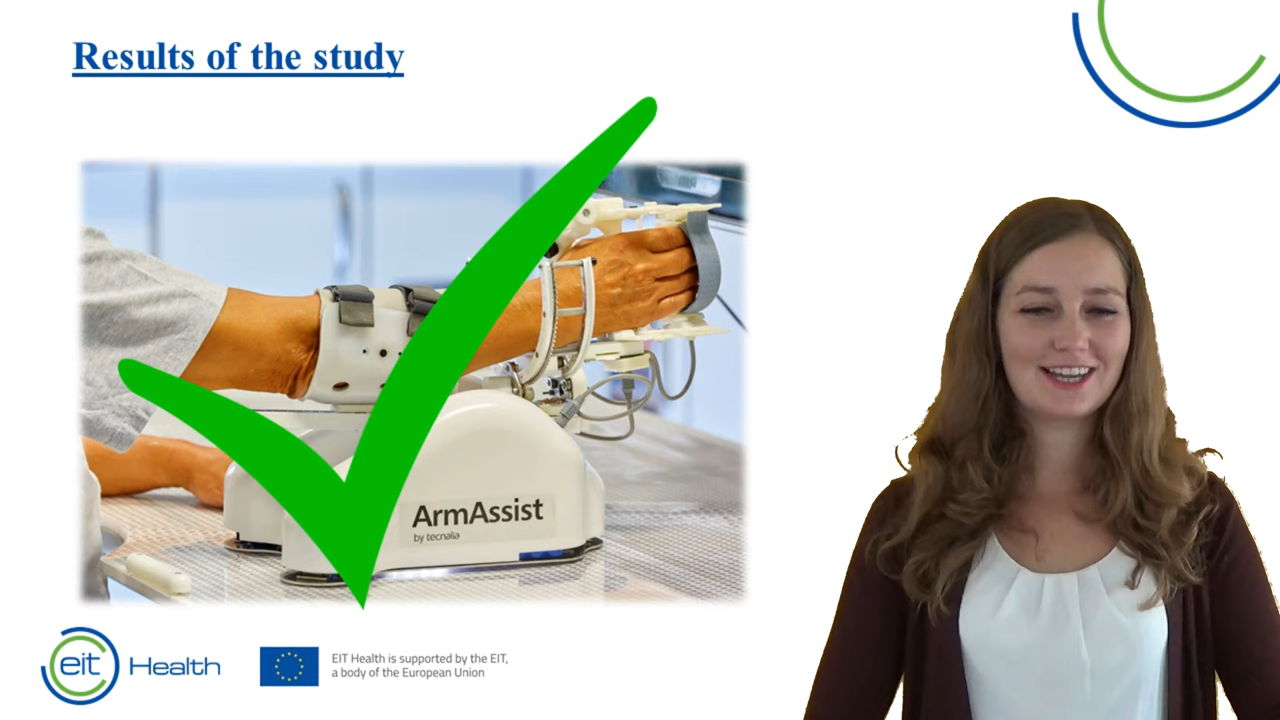 Results of the study
ArmAssist
by tecnalia
eit Health
EIT Health is supported by the EIT,
a body of the European Union